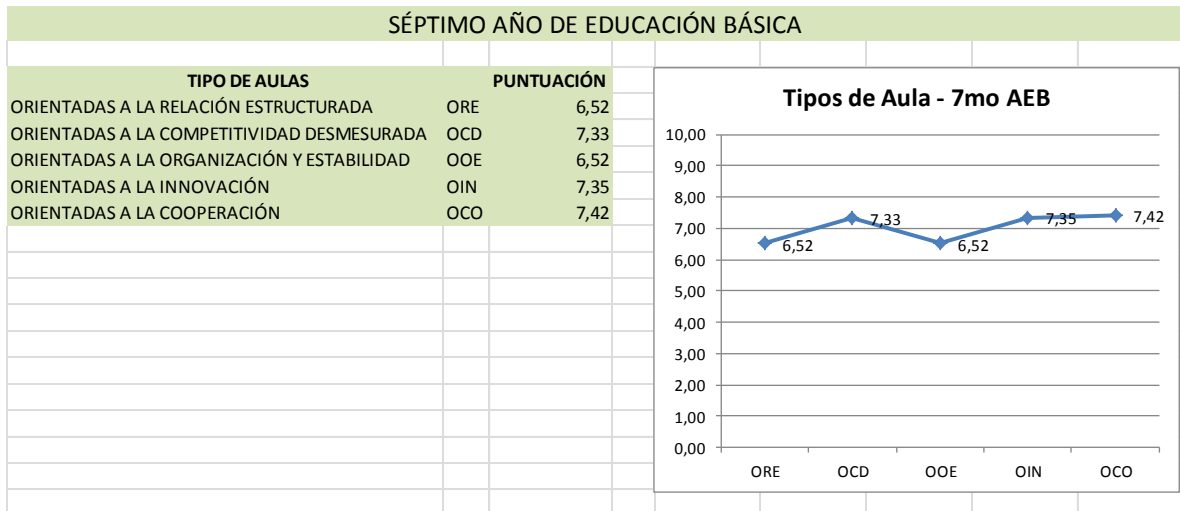 SÉPTIMO AÑO DE EDUCACIÓN BÁSICA
TIPO DE AULAS PUNTUACIÓN
ORIENTADAS A LA RELACIÓN ESTRUCTURADA ORE 6,52
ORIENTADAS A LA COMPETITIVIDAD DESMESURADA OCD 7,33
ORIENTADAS A LA ORGANIZACIÓN Y ESTABILIDAD OOE 6,52
ORIENTADAS A LA INNOVACIÓN OIN 7,35
ORIENTADAS A LA COOPERACIÓN OCO 7,42
Tipos de Aula - 7mo AEB
10,00
9,00
8,00
7,00
6,00
5,00
4,00
3,00
2,00
1,00
0,00
6,52 7,33 6,52 7,35 7,42
ORE OCD OOE OIN OCO